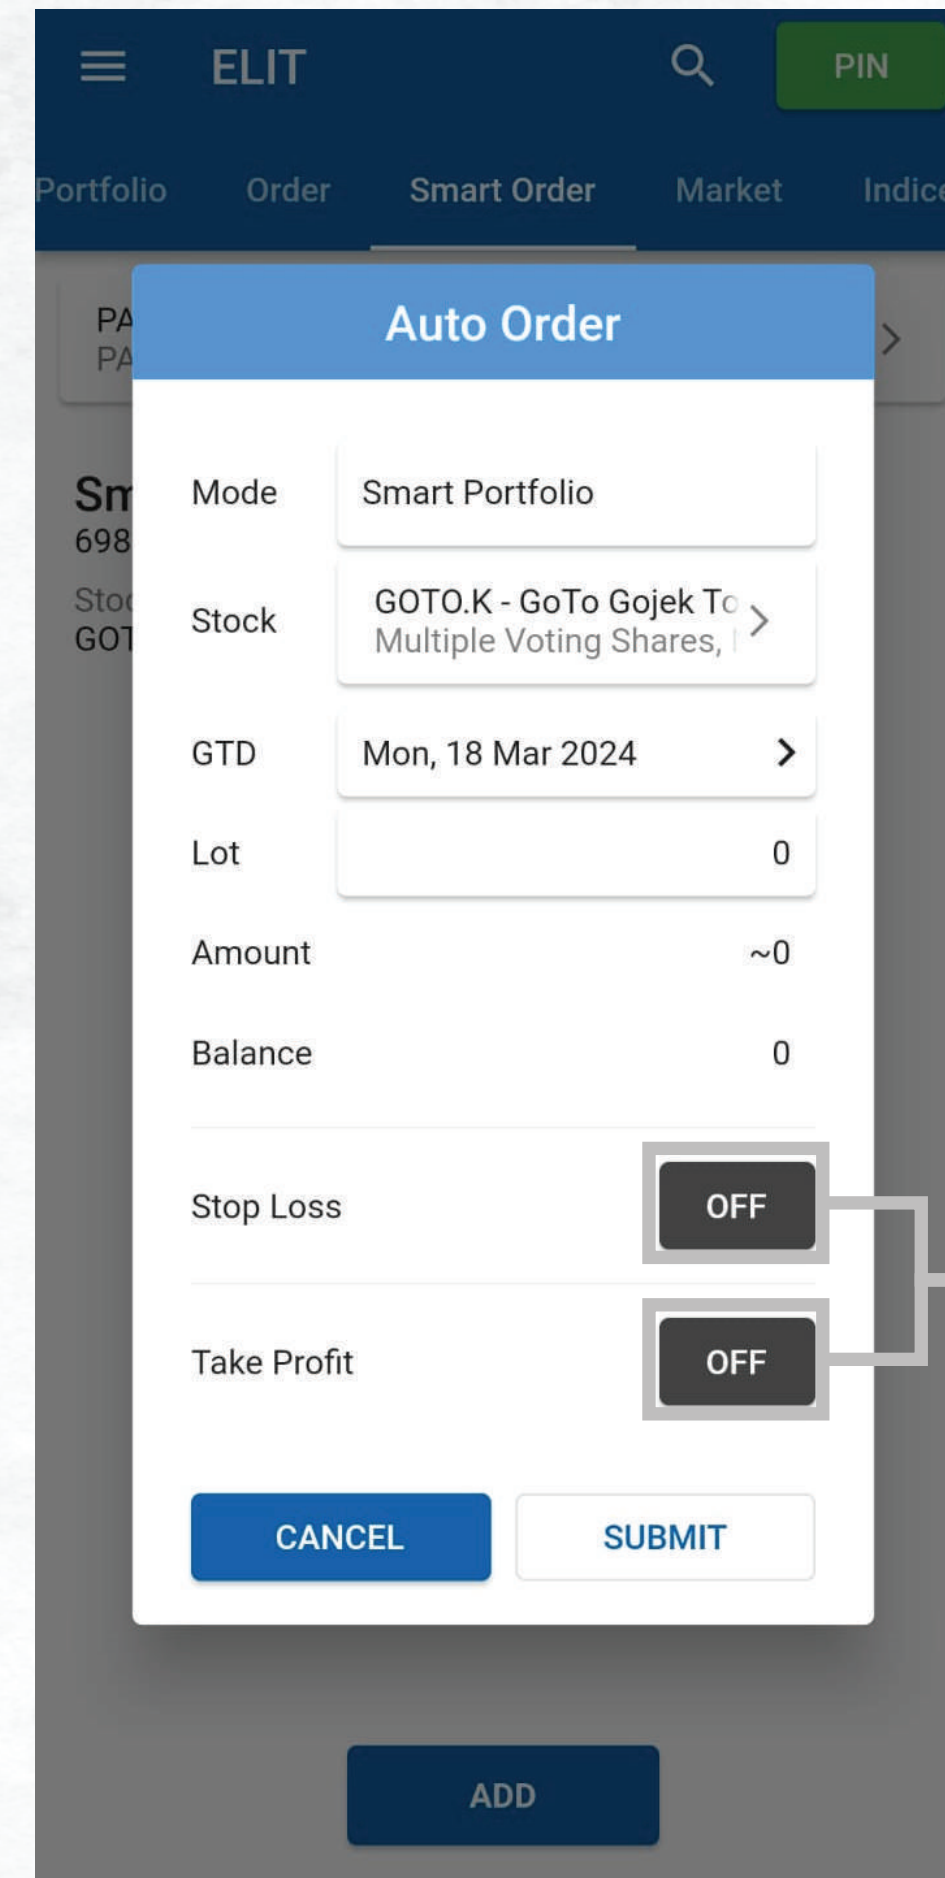 ELIT
PIN
Portfolio Order Smart Order Market
Auto Order
Mode Smart Portfolio
698
GOTO.K - GoTo Gojek
Stock
Multiple Voting Shares,
GTD Mon, 18 Mar 2024
Lot 0
Amount ~0
Balance 0
Stop Loss OFF
Take Profit OFF
CANCEL SUBMIT
ADD